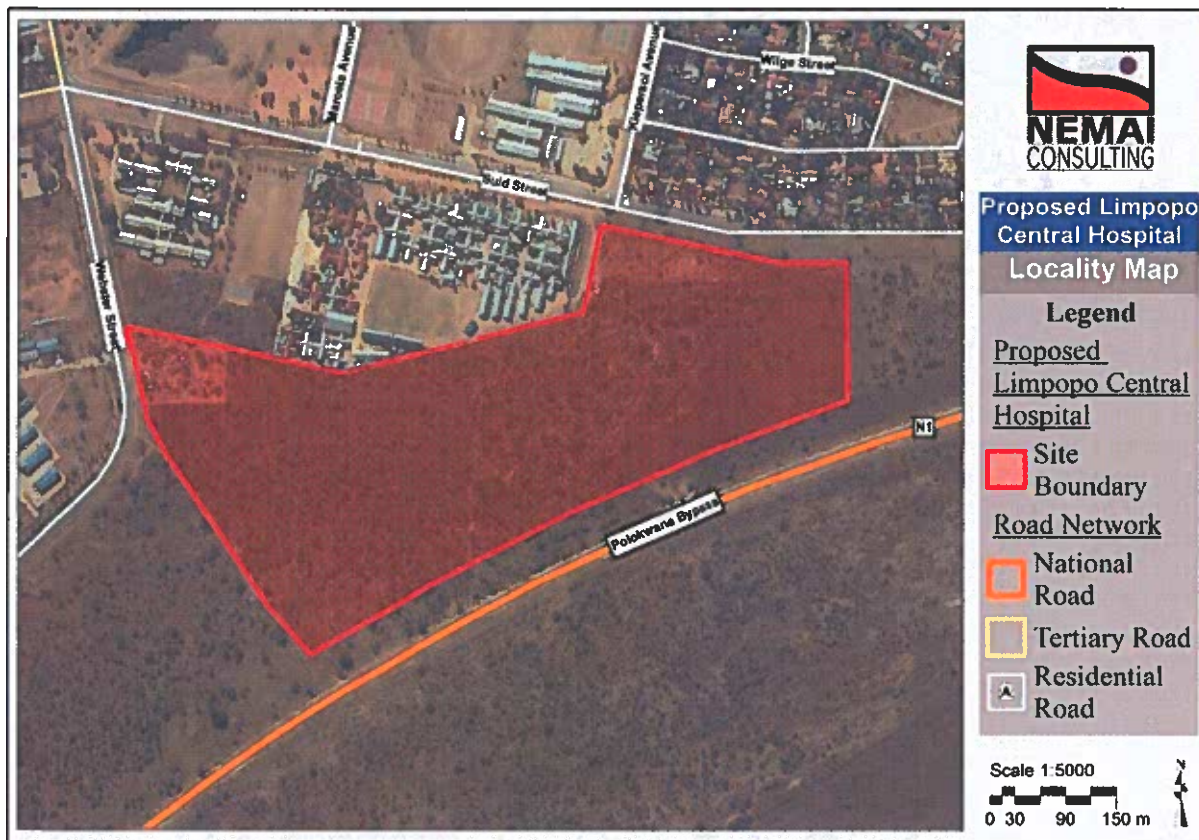 Wilge Street
Marcela Avenue
Suid Street
Webster Street
N1
Polokwane Bypass
NEMAI
CONSULTING
Proposed Limpopo
Central Hospital
Locality Map
Legend
Proposed
Limpopo Central
Hospital
Site
Boundary
Road Network
National
Road
Tertiary Road
A
Residential
Road
Scale 1:5000
0 30 90 150 m
N